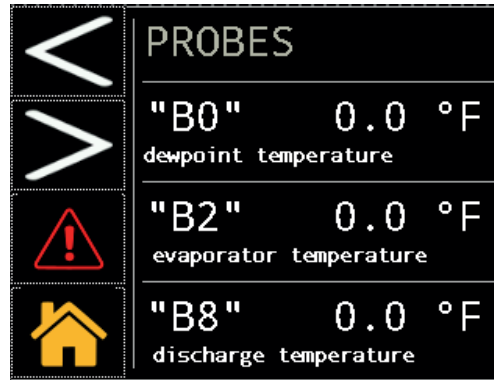 PROBES
"B0" 0.0 °F
dewpoint temperature
"B2" 0.0 °F
evaporator temperature
"B8" 0.0 °F
discharge temperature